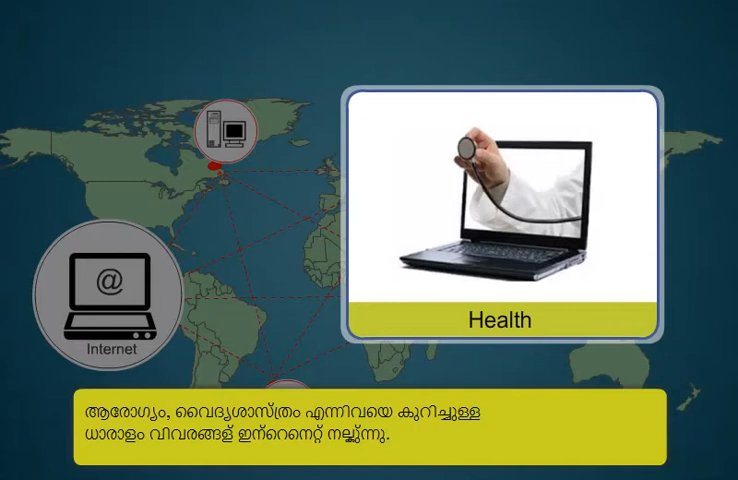 @
Internet
Health
ആരോഗ്യം, വൈദ്യശാസ്ത്രം എന്നിവയെ കുറിച്ചുള്ള
ധാരാളം വിവരങ്ങള് ഇന്റെനെറ്റ് നല്ക്കുന്നു.